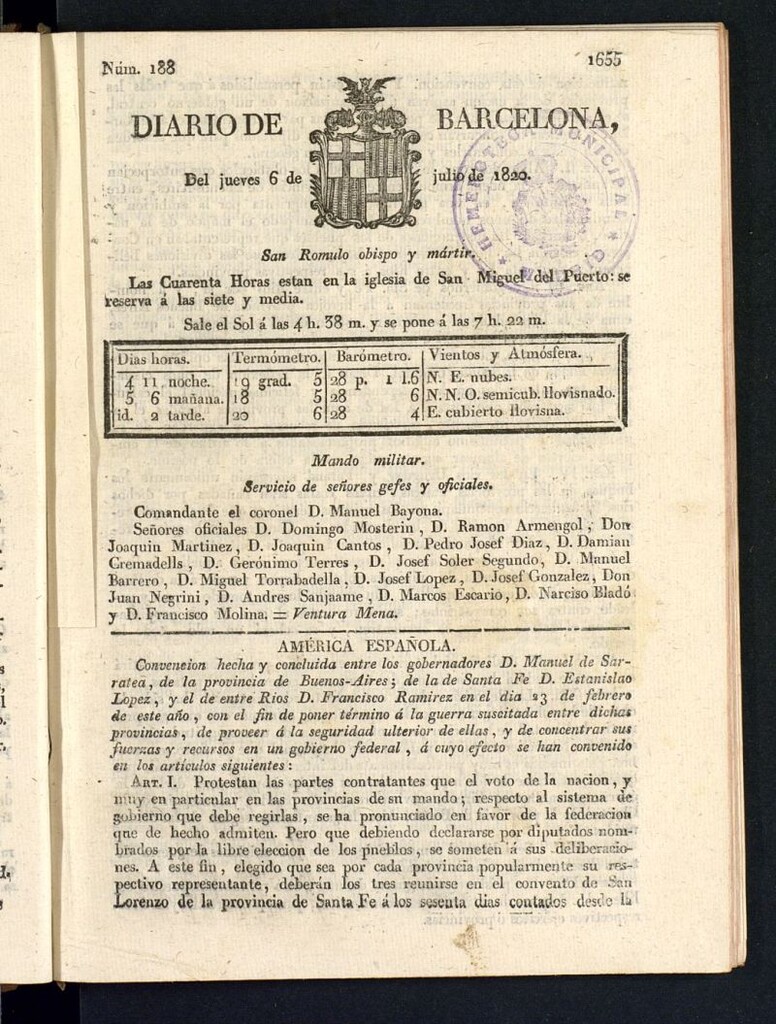 Núm. 188
1655
DIARIO DE BARCELONA,
Del jueves 6 de julio de 1820.
HEMEROTECA MUNICIPAL
San Romulo obispo y mártir.
Las Cuarenta Horas estan en la iglesia de San Miguel del Puerto: se
reserva á las siete y media.
Sale el Sol á las 4 h. 38 m. y se pone á las 7 h. 22 m.
Dias horas. Termómetro. Barómetro. Vientos y Atmósfera.
4 11 noche. 19 grad. 5 28 p. 1 l.6 N. E. nubes.
5 6 mañana. 18 5 28 6 N. N. O. semicub. llovisnado.
id. 2 tarde. 20 6 28 4 E. cubierto llovisna.
Mando militar.
Servicio de señores gefes y oficiales.
Comandante el coronel D. Manuel Bayona.
Señores oficiales D. Domingo Mosterin, D. Ramon Armengol, Don
Joaquin Martinez, D. Joaquin Cantos, D. Pedro Josef Diaz, D. Damian
Cremadells, D. Gerónimo Terres, D. Josef Soler Segundo, D. Manuel
Barrero, D. Miguel Torrabadella, D. Josef Lopez, D. Josef Gonzalez, Don
Juan Negrini, D. Andres Sanjaame, D. Marcos Escario, D. Narciso Bladó
y D. Francisco Molina. = Ventura Mena.
AMÉRICA ESPAÑOLA.
Convencion hecha y concluida entre los gobernadores D. Manuel de Sar-
ratea, de la provincia de Buenos-Aires; de la de Santa Fe D. Estanislao
Lopez, y el de entre Rios D. Francisco Ramirez en el dia 23 de febrero
de este año, con el fin de poner término á la guerra suscitada entre dichas
provincias, de proveer á la seguridad ulterior de ellas, y de concentrar sus
fuerzas y recursos en un gobierno federal, á cuyo efecto se han convenido
en los artículos siguientes:
ART. I. Protestan las partes contratantes que el voto de la nacion, y
muy en particular en las provincias de su mando; respecto al sistema de
gobierno que debe regirlas, se ha pronunciado en favor de la federacion
que de hecho admiten. Pero que debiendo declararse por diputados nom-
brados por la libre eleccion de los pueblos, se someten á sus deliberacio-
nes. A este fin, elegido que sea por cada provincia popularmente su res-
pectivo representante, deberán los tres reunirse en el convento de San
Lorenzo de la provincia de Santa Fe á los sesenta dias contados desde la